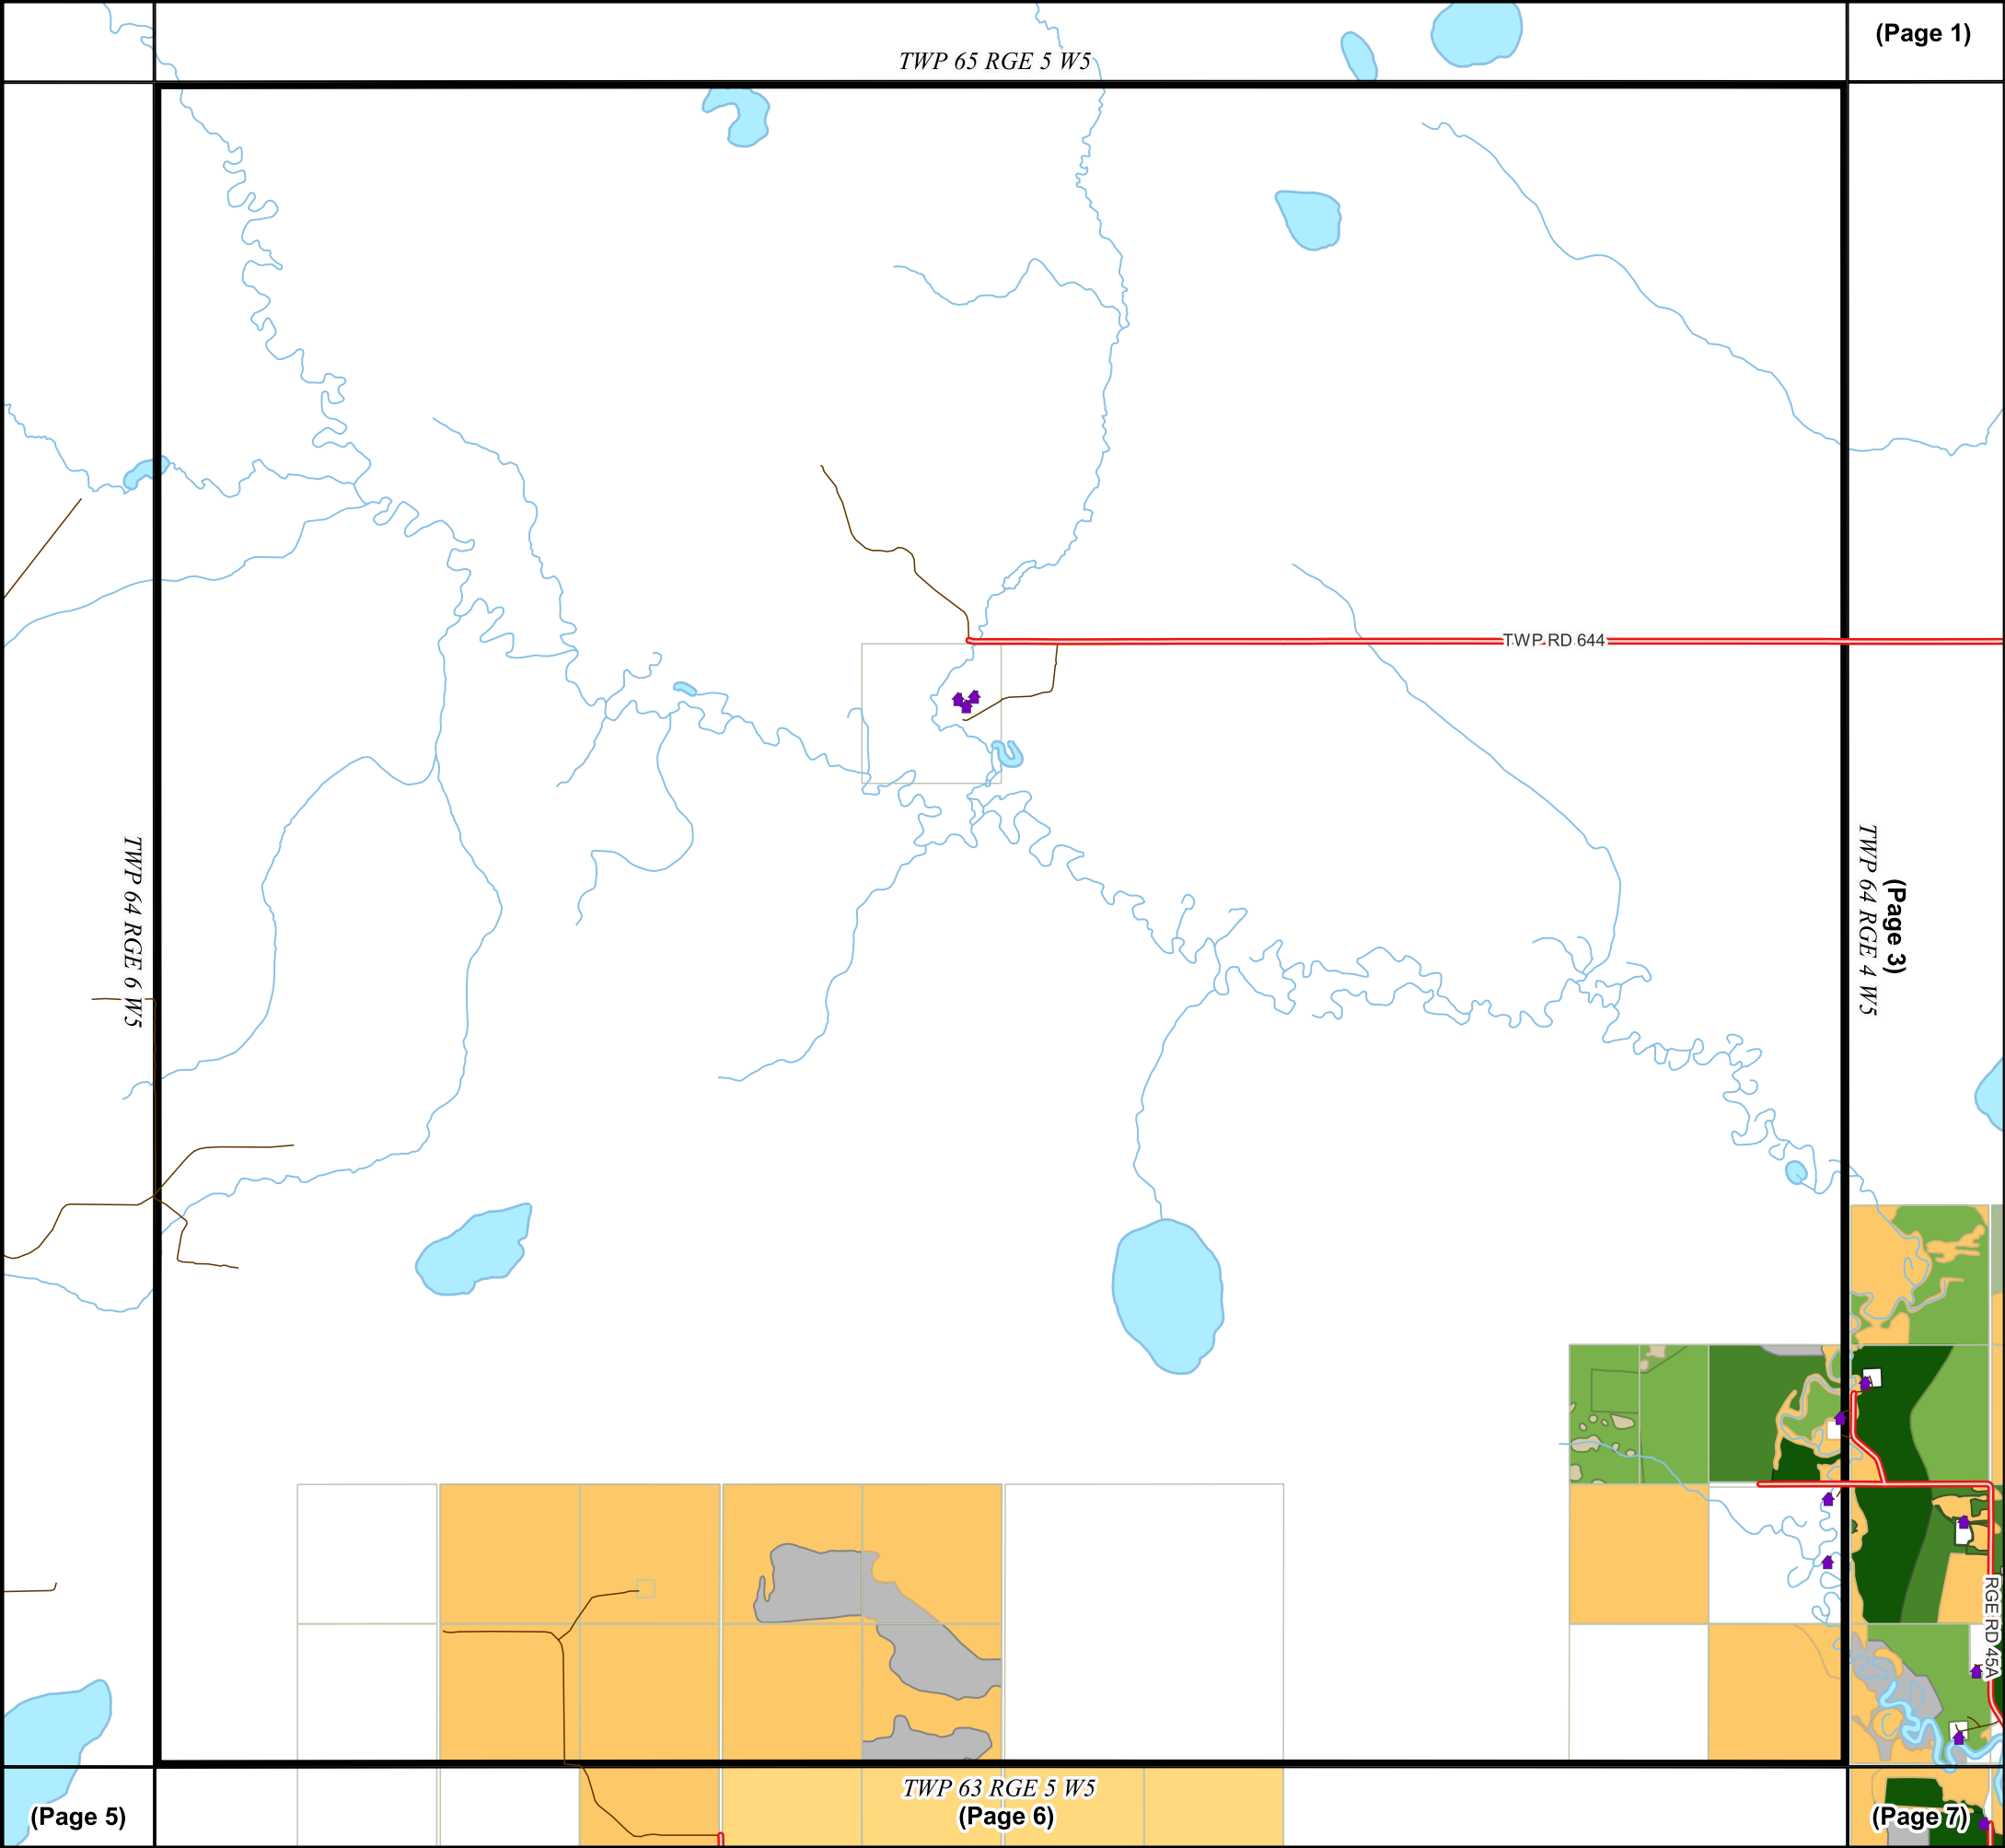 (Page 1)
TWP 65 RGE 5 W5
TWP RD 644
TWP 64 RGE 6 W5
TWP 64 RGE 4 W5
(Page 3)
RGE RD 45A
TWP 63 RGE 5 W5
(Page 5)
(Page 6)
(Page 7)